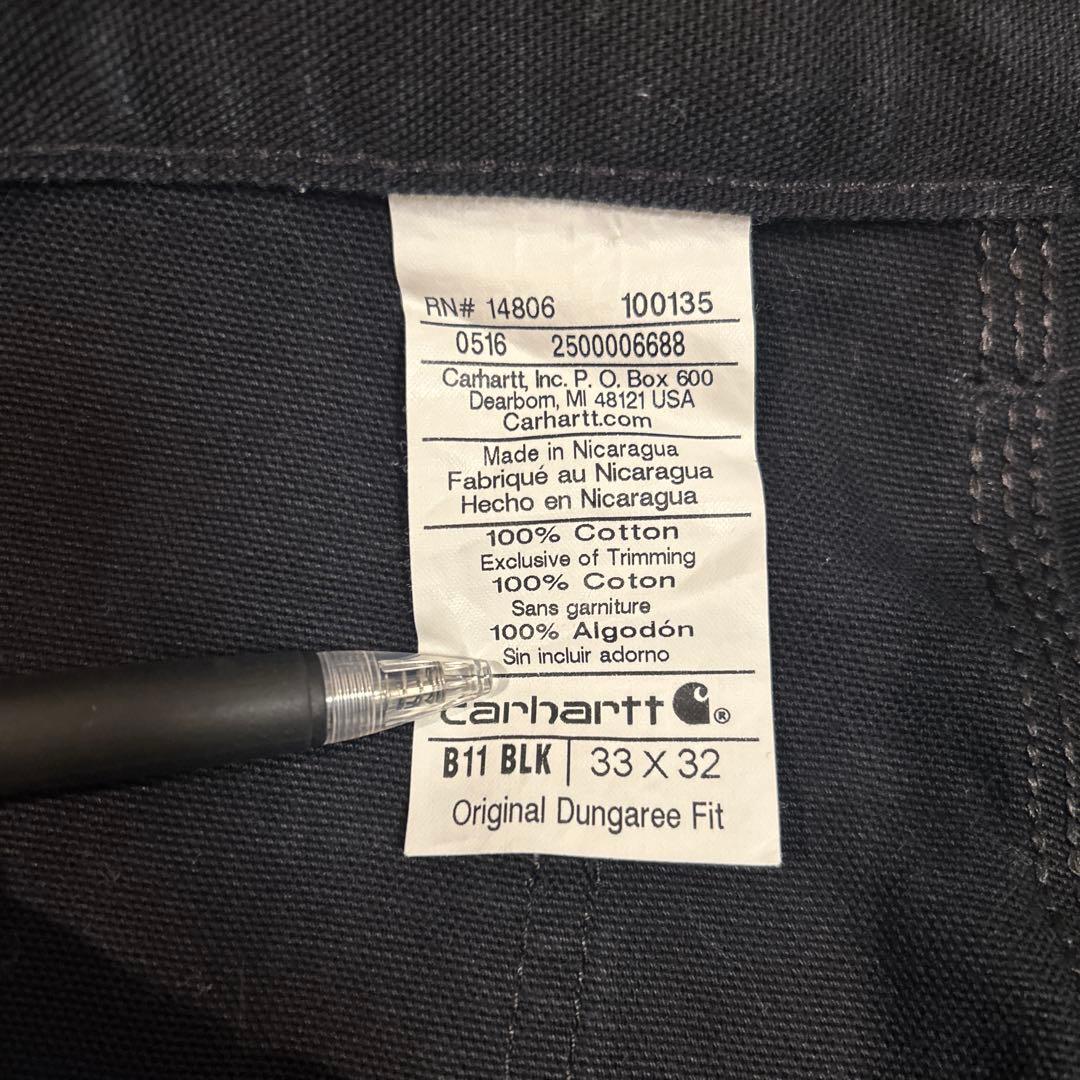 RN# 14806 100135
0516 2500006688
Carhartt, Inc. P. O. Box 600
Dearborn, MI 48121 USA
Carhartt.com
Made in Nicaragua
Fabriqué au Nicaragua
Hecho en Nicaragua
100% Cotton
Exclusive of Trimming
100% Coton
Sans garniture
100% Algodón
Sin incluir adorno
carhartt ®
B11 BLK | 33 X 32
Original Dungaree Fit